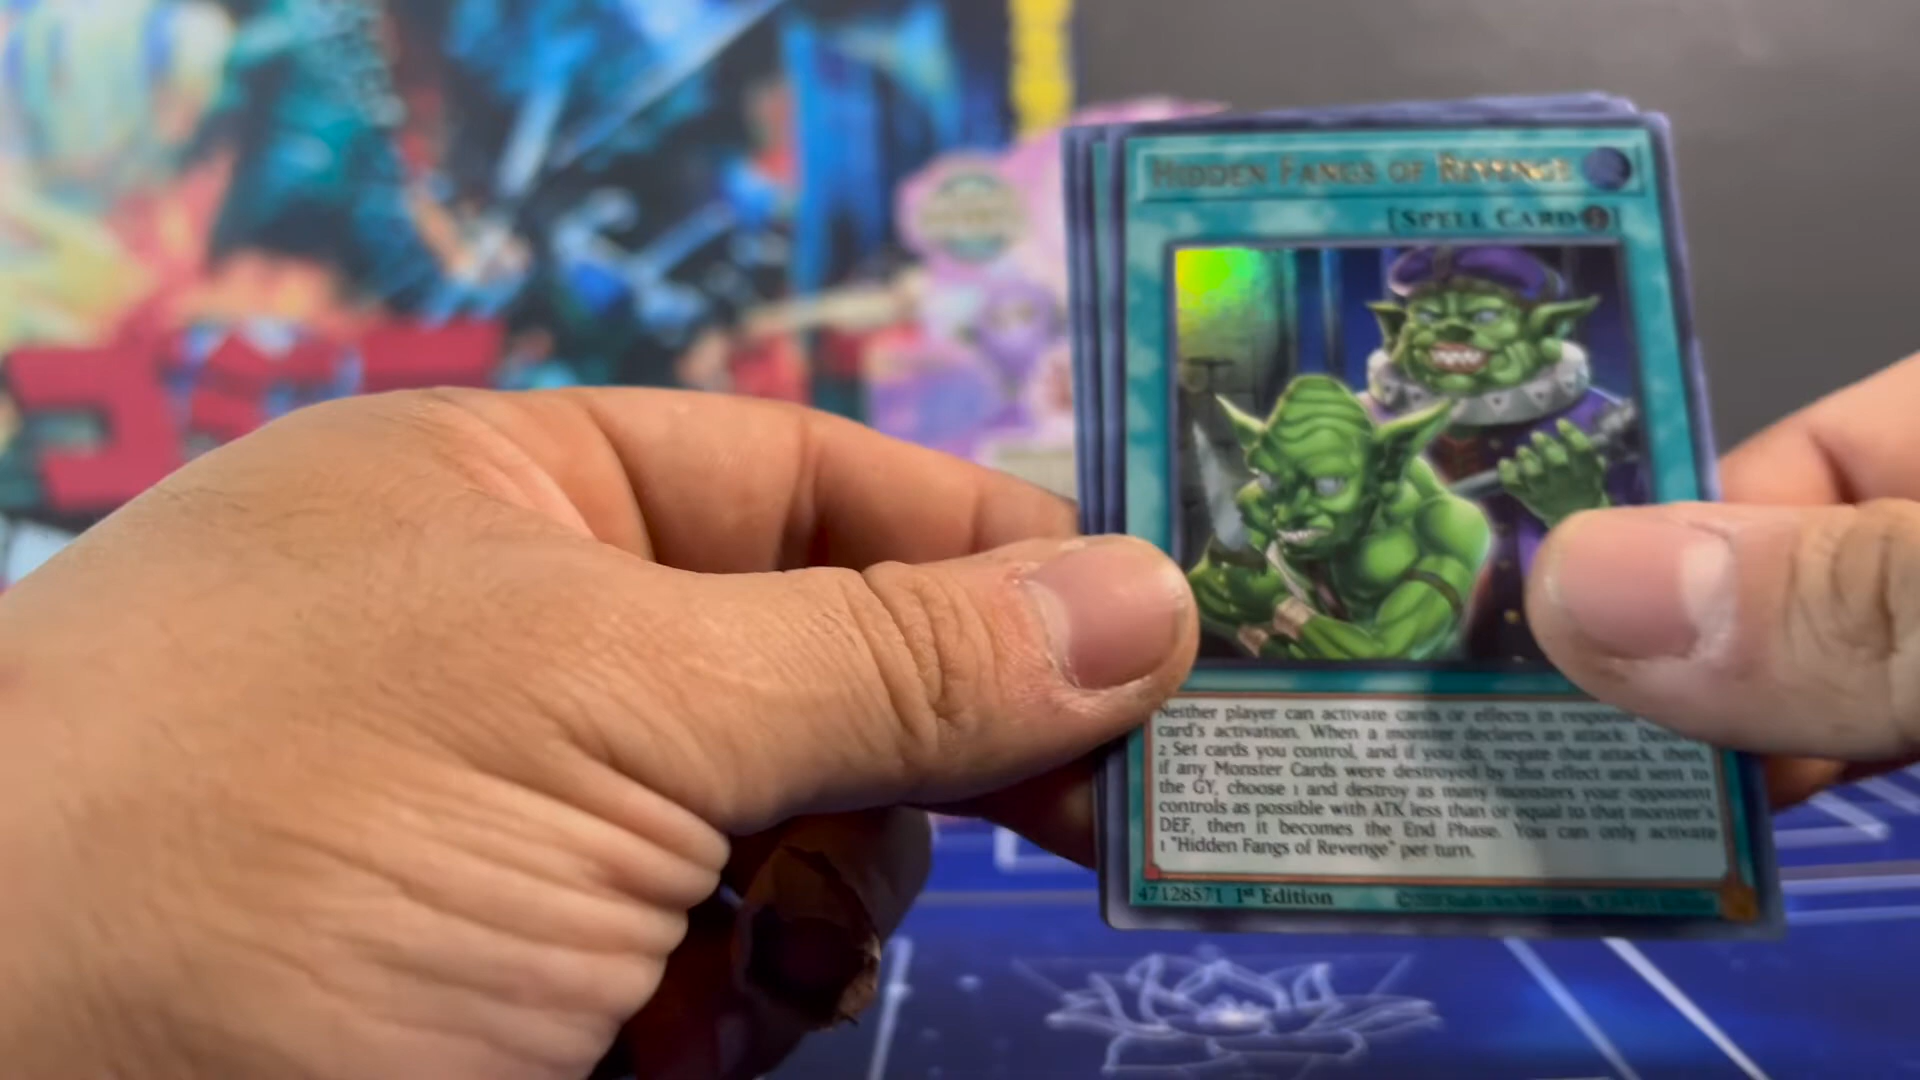 HIDDEN FANGS OF REVENGE
[SPELL CARD]
Neither player can activate cards or effects in response
card's activation. When a monster declares an attack:
2 Set cards you control, and if you do, negate that attack, then,
if any Monster Cards were destroyed by this effect and sent to
the GY, choose 1 and destroy as many monsters your opponent
controls as possible with ATK less than or equal to that monster's
DEF, then it becomes the End Phase. You can only activate
1 "Hidden Fangs of Revenge" per turn.
47128571 1st Edition
ゴジラ